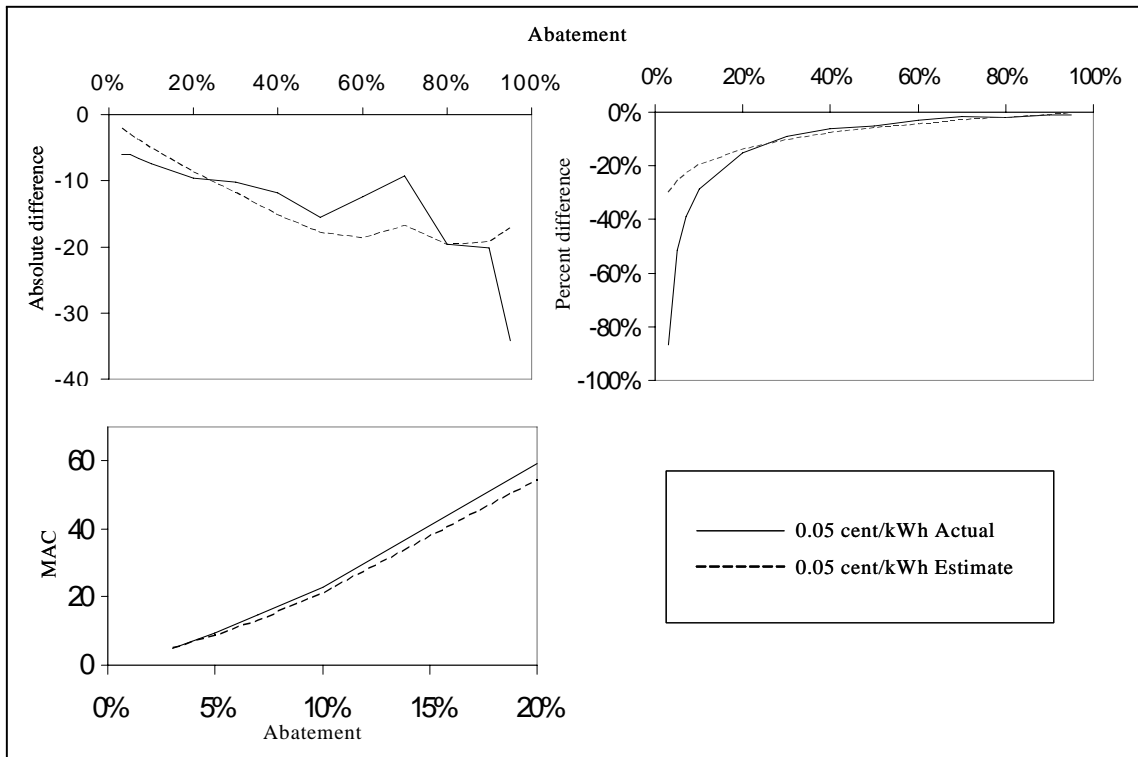 Abatement
0% 20% 40% 60% 80% 100%
0
-10
-20
-30
-40
Absolute difference
0% 20% 40% 60% 80% 100%
0%
-20%
-40%
-60%
-80%
-100%
Percent difference
60
40
20
0
MAC
0% 5% 10% 15% 20%
Abatement
0.05 cent/kWh Actual
0.05 cent/kWh Estimate